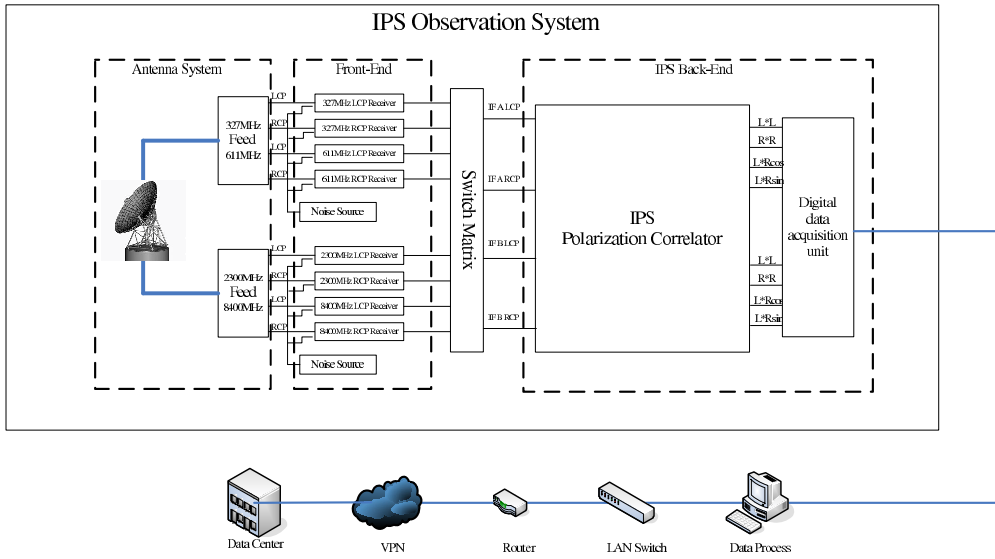 IPS Observation System
Antenna System
Front-End
IPS Back-End
LCP
RCP
LCP
RCP
327MHz
Feed
611MHz
327MHz LCP Receiver
327MHz RCP Receiver
611MHz LCP Receiver
611MHz RCP Receiver
Noise Source
LCP
RCP
LCP
RCP
2300MHz
Feed
8400MHz
2300MHz LCP Receiver
2300MHz RCP Receiver
8400MHz LCP Receiver
8400MHz RCP Receiver
Noise Source
Switch Matrix
IF A LCP
IF A RCP
IF B LCP
IF B RCP
IPS
Polarization Correlator
L*L
R*R
L*Rcos
L*Rsin
L*L
R*R
L*Rcos
L*Rsin
Digital
data
acquisition
unit
Data Center
VPN
Router
LAN Switch
Data Process